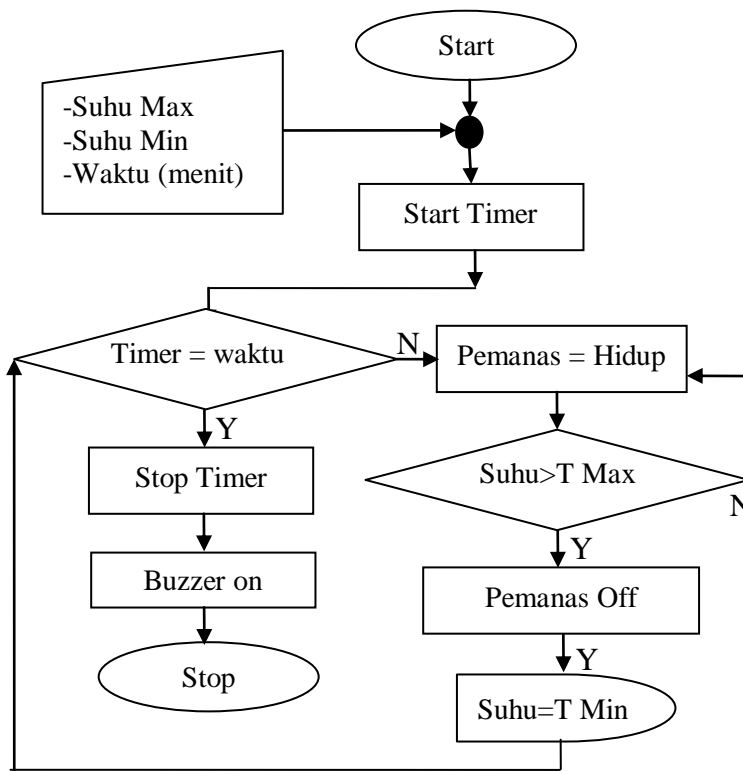 Start
-Suhu Max
-Suhu Min
-Waktu (menit)
Start Timer
Timer = waktu
N
Pemanas = Hidup
Y
Stop Timer
Suhu>T Max
N
Y
Buzzer on
Pemanas Off
Y
Stop
Suhu=T Min